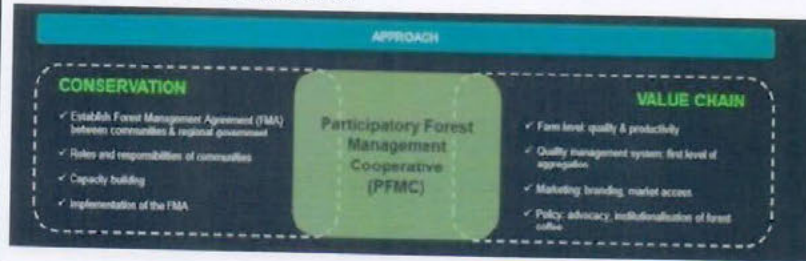 APPROACH
CONSERVATION
✓ Establish Forest Management Agreement (FMA)
between communities & regional government
✓ Roles and responsibilities of communities
✓ Capacity building
✓ Implementation of the FMA
Participatory Forest
Management
Cooperative
(PFMC)
VALUE CHAIN
✓ Farm level: quality & productivity
✓ Quality management system: first level of
aggregation
✓ Marketing: branding, market access
✓ Policy: advocacy, institutionalisation of forest
coffee